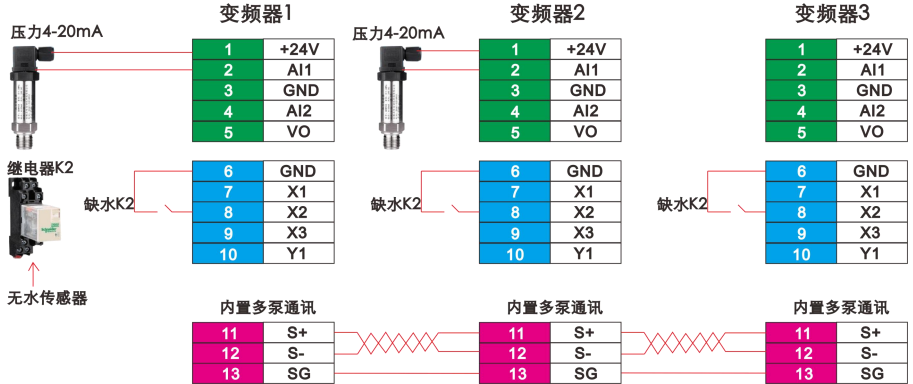 变频器1
变频器2
变频器3
压力4-20mA
压力4-20mA
1 +24V
2 AI1
3 GND
4 AI2
5 VO
1 +24V
2 AI1
3 GND
4 AI2
5 VO
1 +24V
2 AI1
3 GND
4 AI2
5 VO
继电器K2
缺水K2
6 GND
7 X1
8 X2
9 X3
10 Y1
缺水K2
6 GND
7 X1
8 X2
9 X3
10 Y1
缺水K2
6 GND
7 X1
8 X2
9 X3
10 Y1
无水传感器
内置多泵通讯
11 S+
12 S-
13 SG
内置多泵通讯
11 S+
12 S-
13 SG
内置多泵通讯
11 S+
12 S-
13 SG